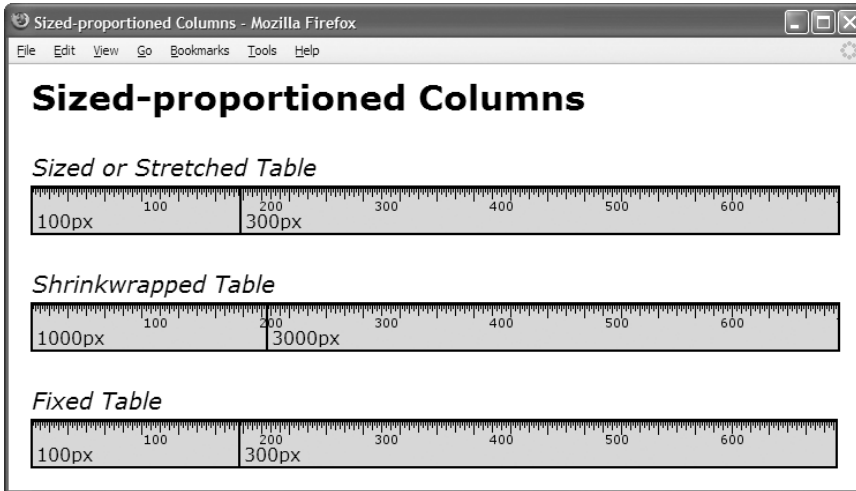 Sized-proportioned Columns - Mozilla Firefox
File Edit View Go Bookmarks Tools Help
Sized-proportioned Columns
Sized or Stretched Table
100 200 300 400 500 600
100px 300px
Shrinkwrapped Table
100 200 300 400 500 600
1000px 3000px
Fixed Table
100 200 300 400 500 600
100px 300px